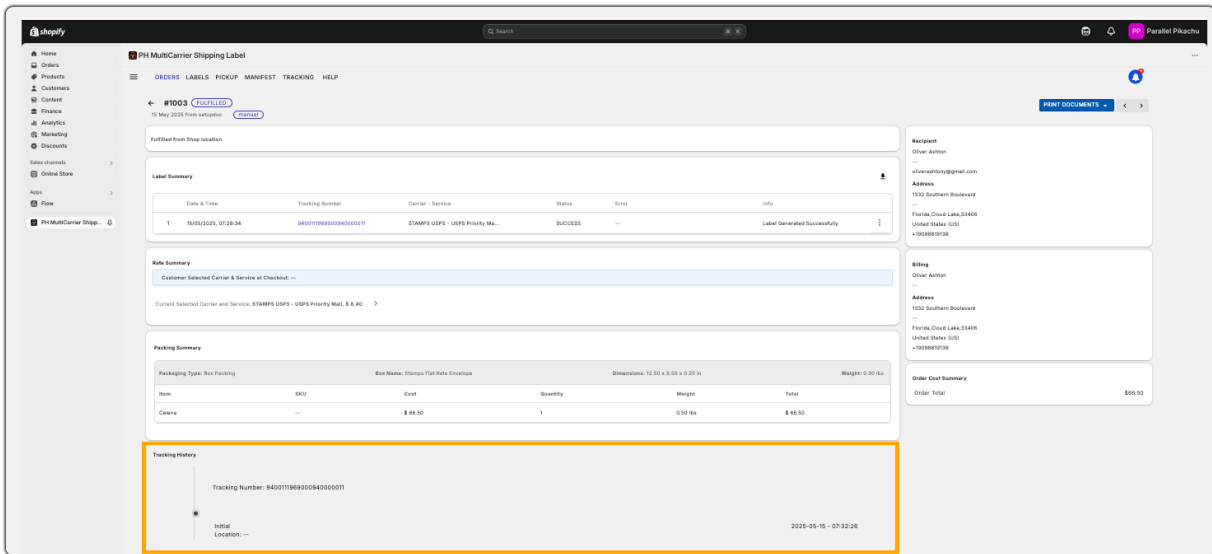 shopify
Search
⌘ K
PP Parallel Pikachu
Home
Orders
Products
Customers
Content
Finance
Analytics
Marketing
Discounts
Sales channels
Online Store
Apps
Flow
PH MultiCarrier Shipp...
PH MultiCarrier Shipping Label
ORDERS LABELS PICKUP MANIFEST TRACKING HELP
#1003 FULFILLED
15 May 2025 from setupdoc manual
PRINT DOCUMENTS
Fulfilled from Shop location
Label Summary
Date & Time Tracking Number Carrier - Service Status Error Info
1 15/05/2025, 07:28:34 9400111969000940000011 STAMPS USPS - USPS Priority Ma... SUCCESS -- Label Generated Successfully
Rate Summary
Customer Selected Carrier & Service at Checkout: --
Current Selected Carrier and Service: STAMPS USPS - USPS Priority Mail, $ 8.40
Packing Summary
Packaging Type: Box Packing Box Name: Stamps Flat Rate Envelope Dimensions: 12.50 x 9.50 x 0.25 in Weight: 0.50 lbs
Item SKU Cost Quantity Weight Total
Celena -- $ 66.50 1 0.50 lbs $ 66.50
Tracking History
Tracking Number: 9400111969000940000011
Initial 2025-05-15 - 07:32:26
Location: --
Recipient
Oliver Ashton
--
oliverashtony@gmail.com
Address
1332 Southern Boulevard
--
Florida,Cloud Lake,33406
United States (US)
+19098619138
Billing
Oliver Ashton
--
Address
1332 Southern Boulevard
--
Florida,Cloud Lake,33406
United States (US)
+19098619138
Order Cost Summary
Order Total $66.50